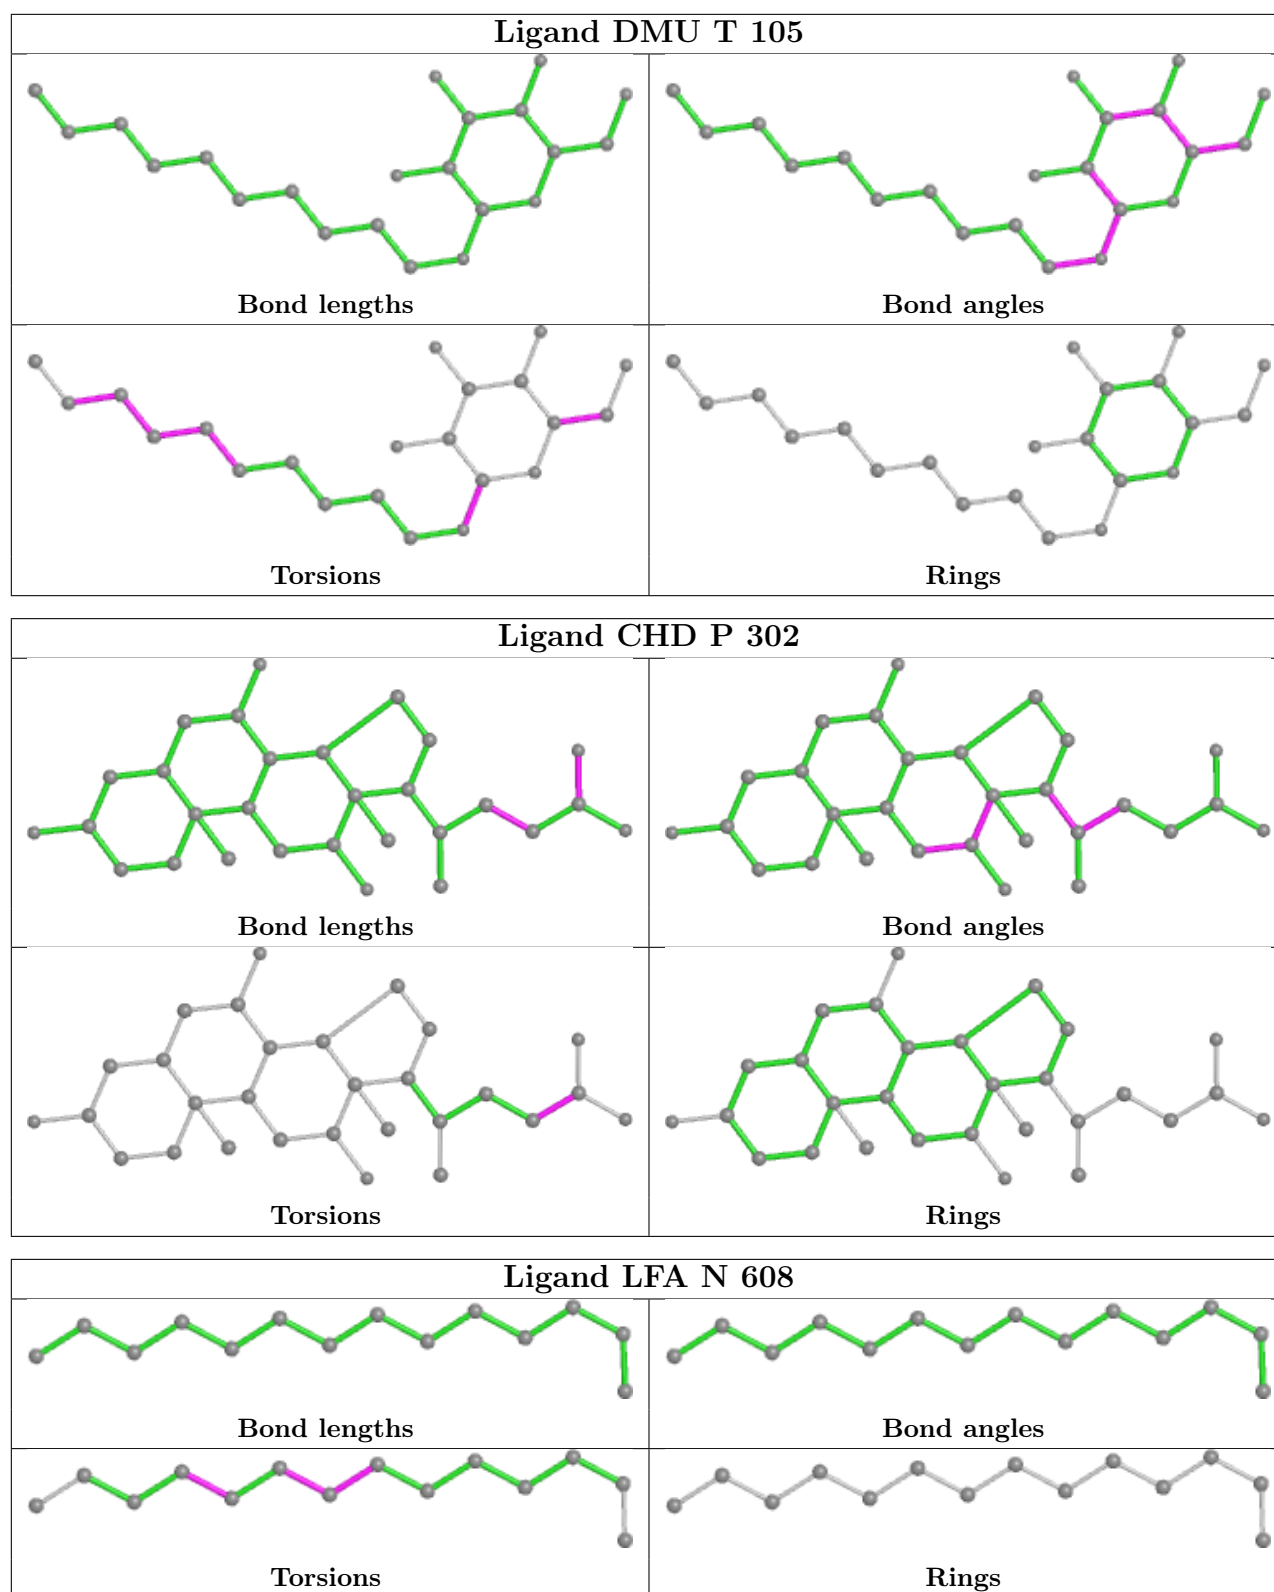 Ligand DMU T 105
Bond lengths
Bond angles
Torsions
Rings
Ligand CHD P 302
Bond lengths
Bond angles
Torsions
Rings
Ligand LFA N 608
Bond lengths
Bond angles
Torsions
Rings